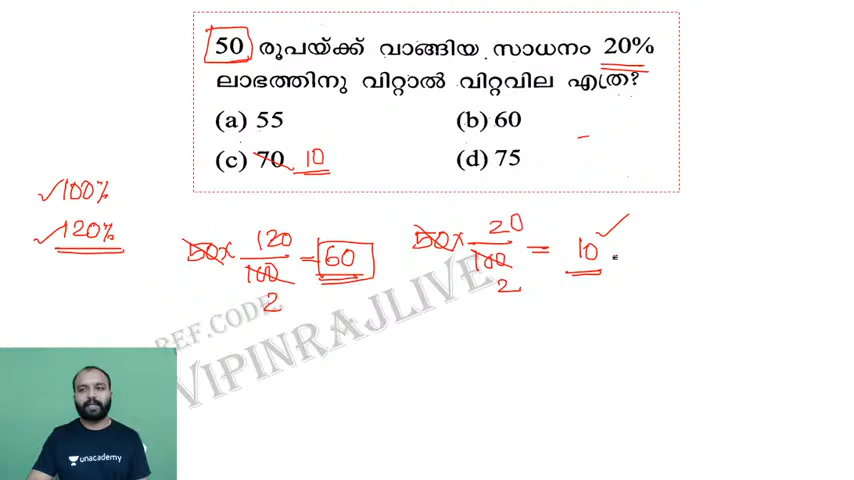 50 രൂപയ്ക്ക് വാങ്ങിയ സാധനം 20%
ലാഭത്തിനു വിറ്റാൽ വിറ്റവില എത്ര?
(a) 55 (b) 60
(c) 70 10 (d) 75
✓100%
✓120%
50× 120/100 = 60
2
50× 20/100 = 10 ✓
2
REF.CODE.
VIPINRAJLIVE
unacademy